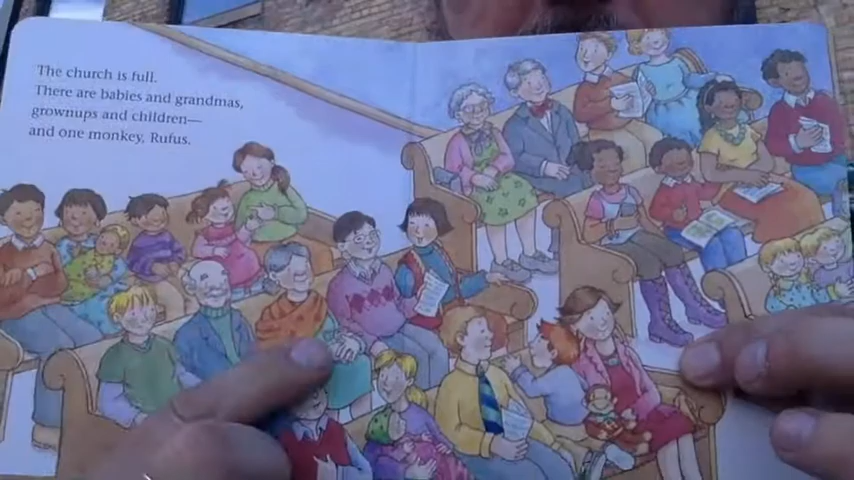 The church is full.
There are babies and grandmas,
grownups and children—
and one monkey, Rufus.